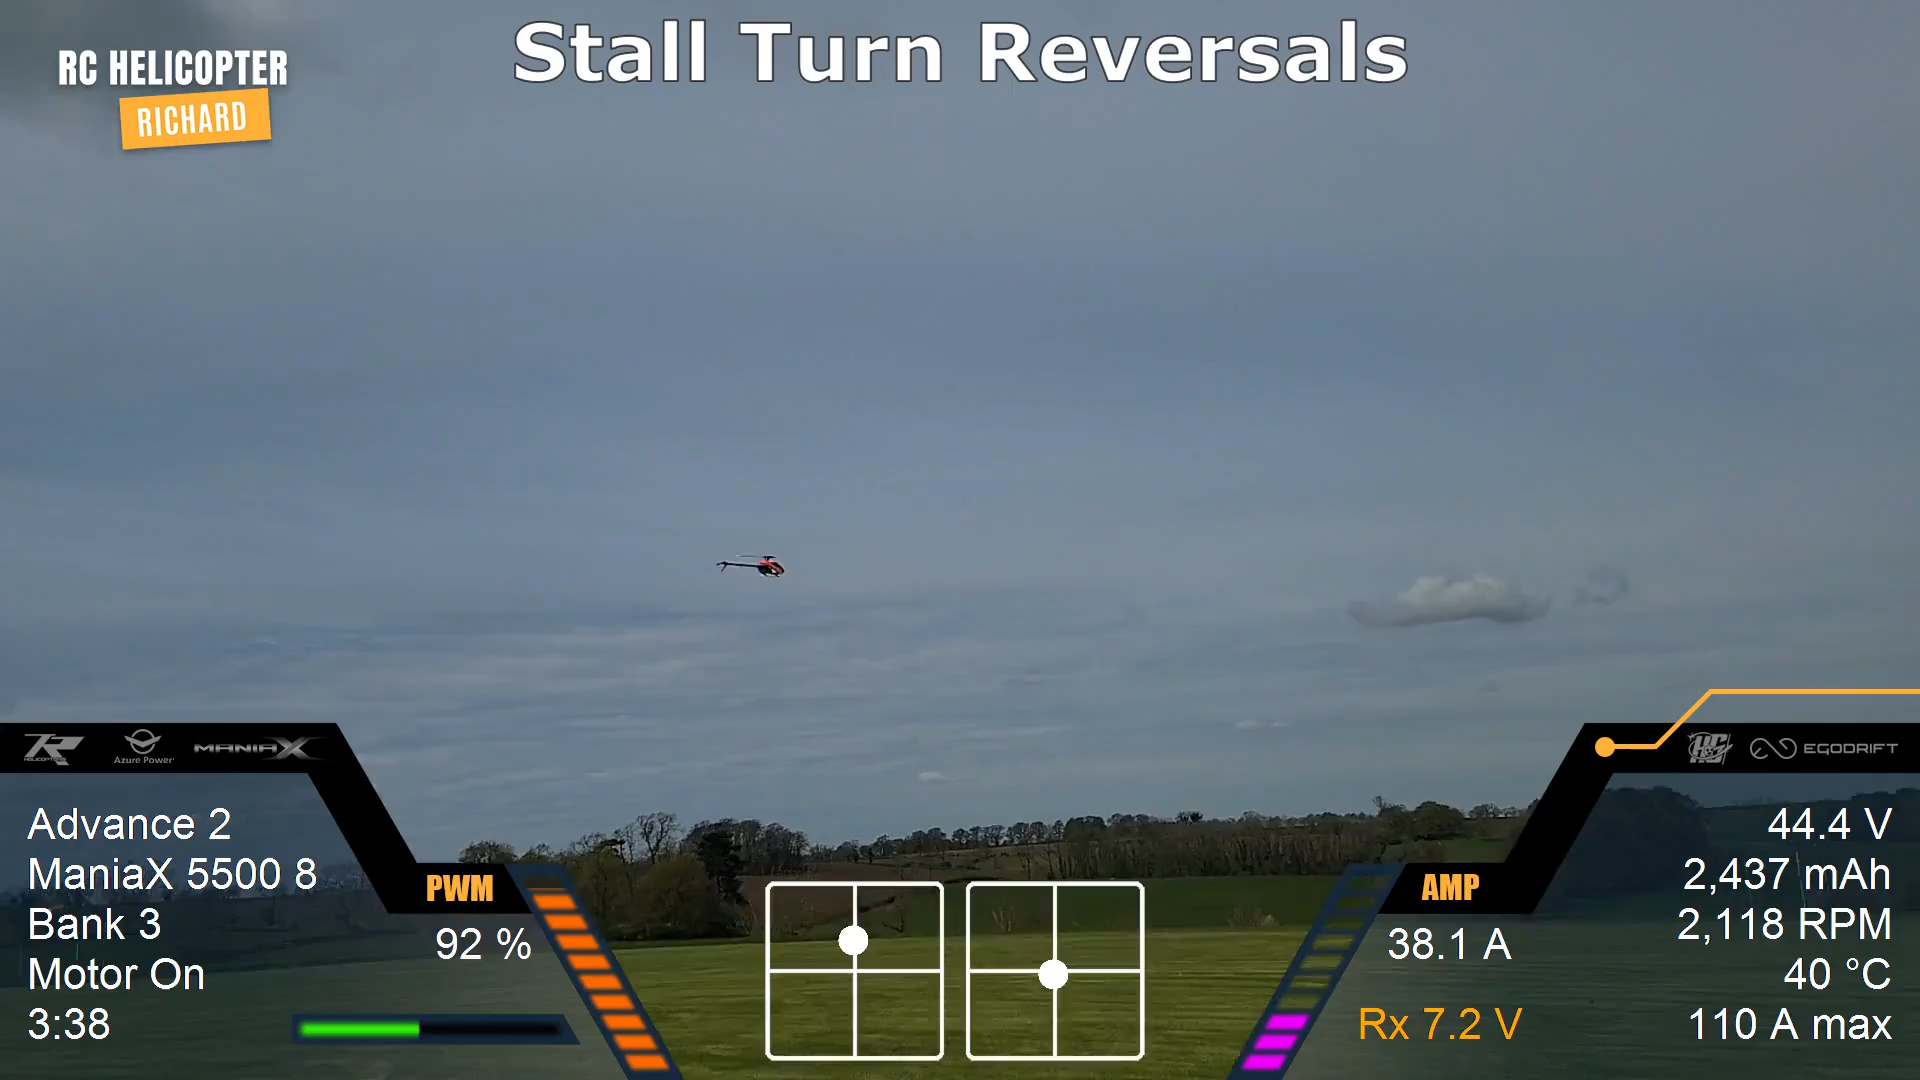 Stall Turn Reversals
RC HELICOPTER
RICHARD
HELICOPTERS
Azure Power
MANIAX
EGODRIFT
Advance 2
ManiaX 5500 8
Bank 3
Motor On
3:38
PWM
92 %
AMP
38.1 A
Rx 7.2 V
44.4 V
2,437 mAh
2,118 RPM
40 °C
110 A max